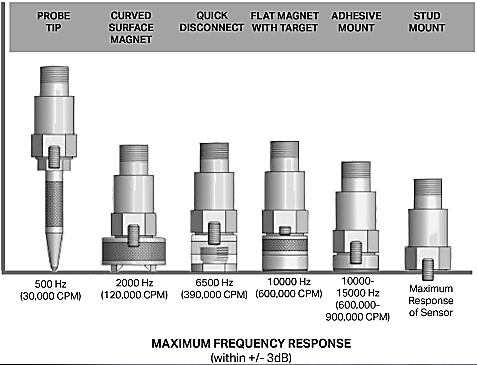 PROBE
TIP
CURVED
SURFACE
MAGNET
QUICK
DISCONNECT
FLAT MAGNET
WITH TARGET
ADHESIVE
MOUNT
STUD
MOUNT
500 Hz
(30,000 CPM)
2000 Hz
(120,000 CPM)
6500 Hz
(390,000 CPM)
10000 Hz
(600,000 CPM)
10000-
15000 Hz
(600,000-
900,000 CPM)
Maximum
Response
of Sensor
MAXIMUM FREQUENCY RESPONSE
(within +/- 3dB)